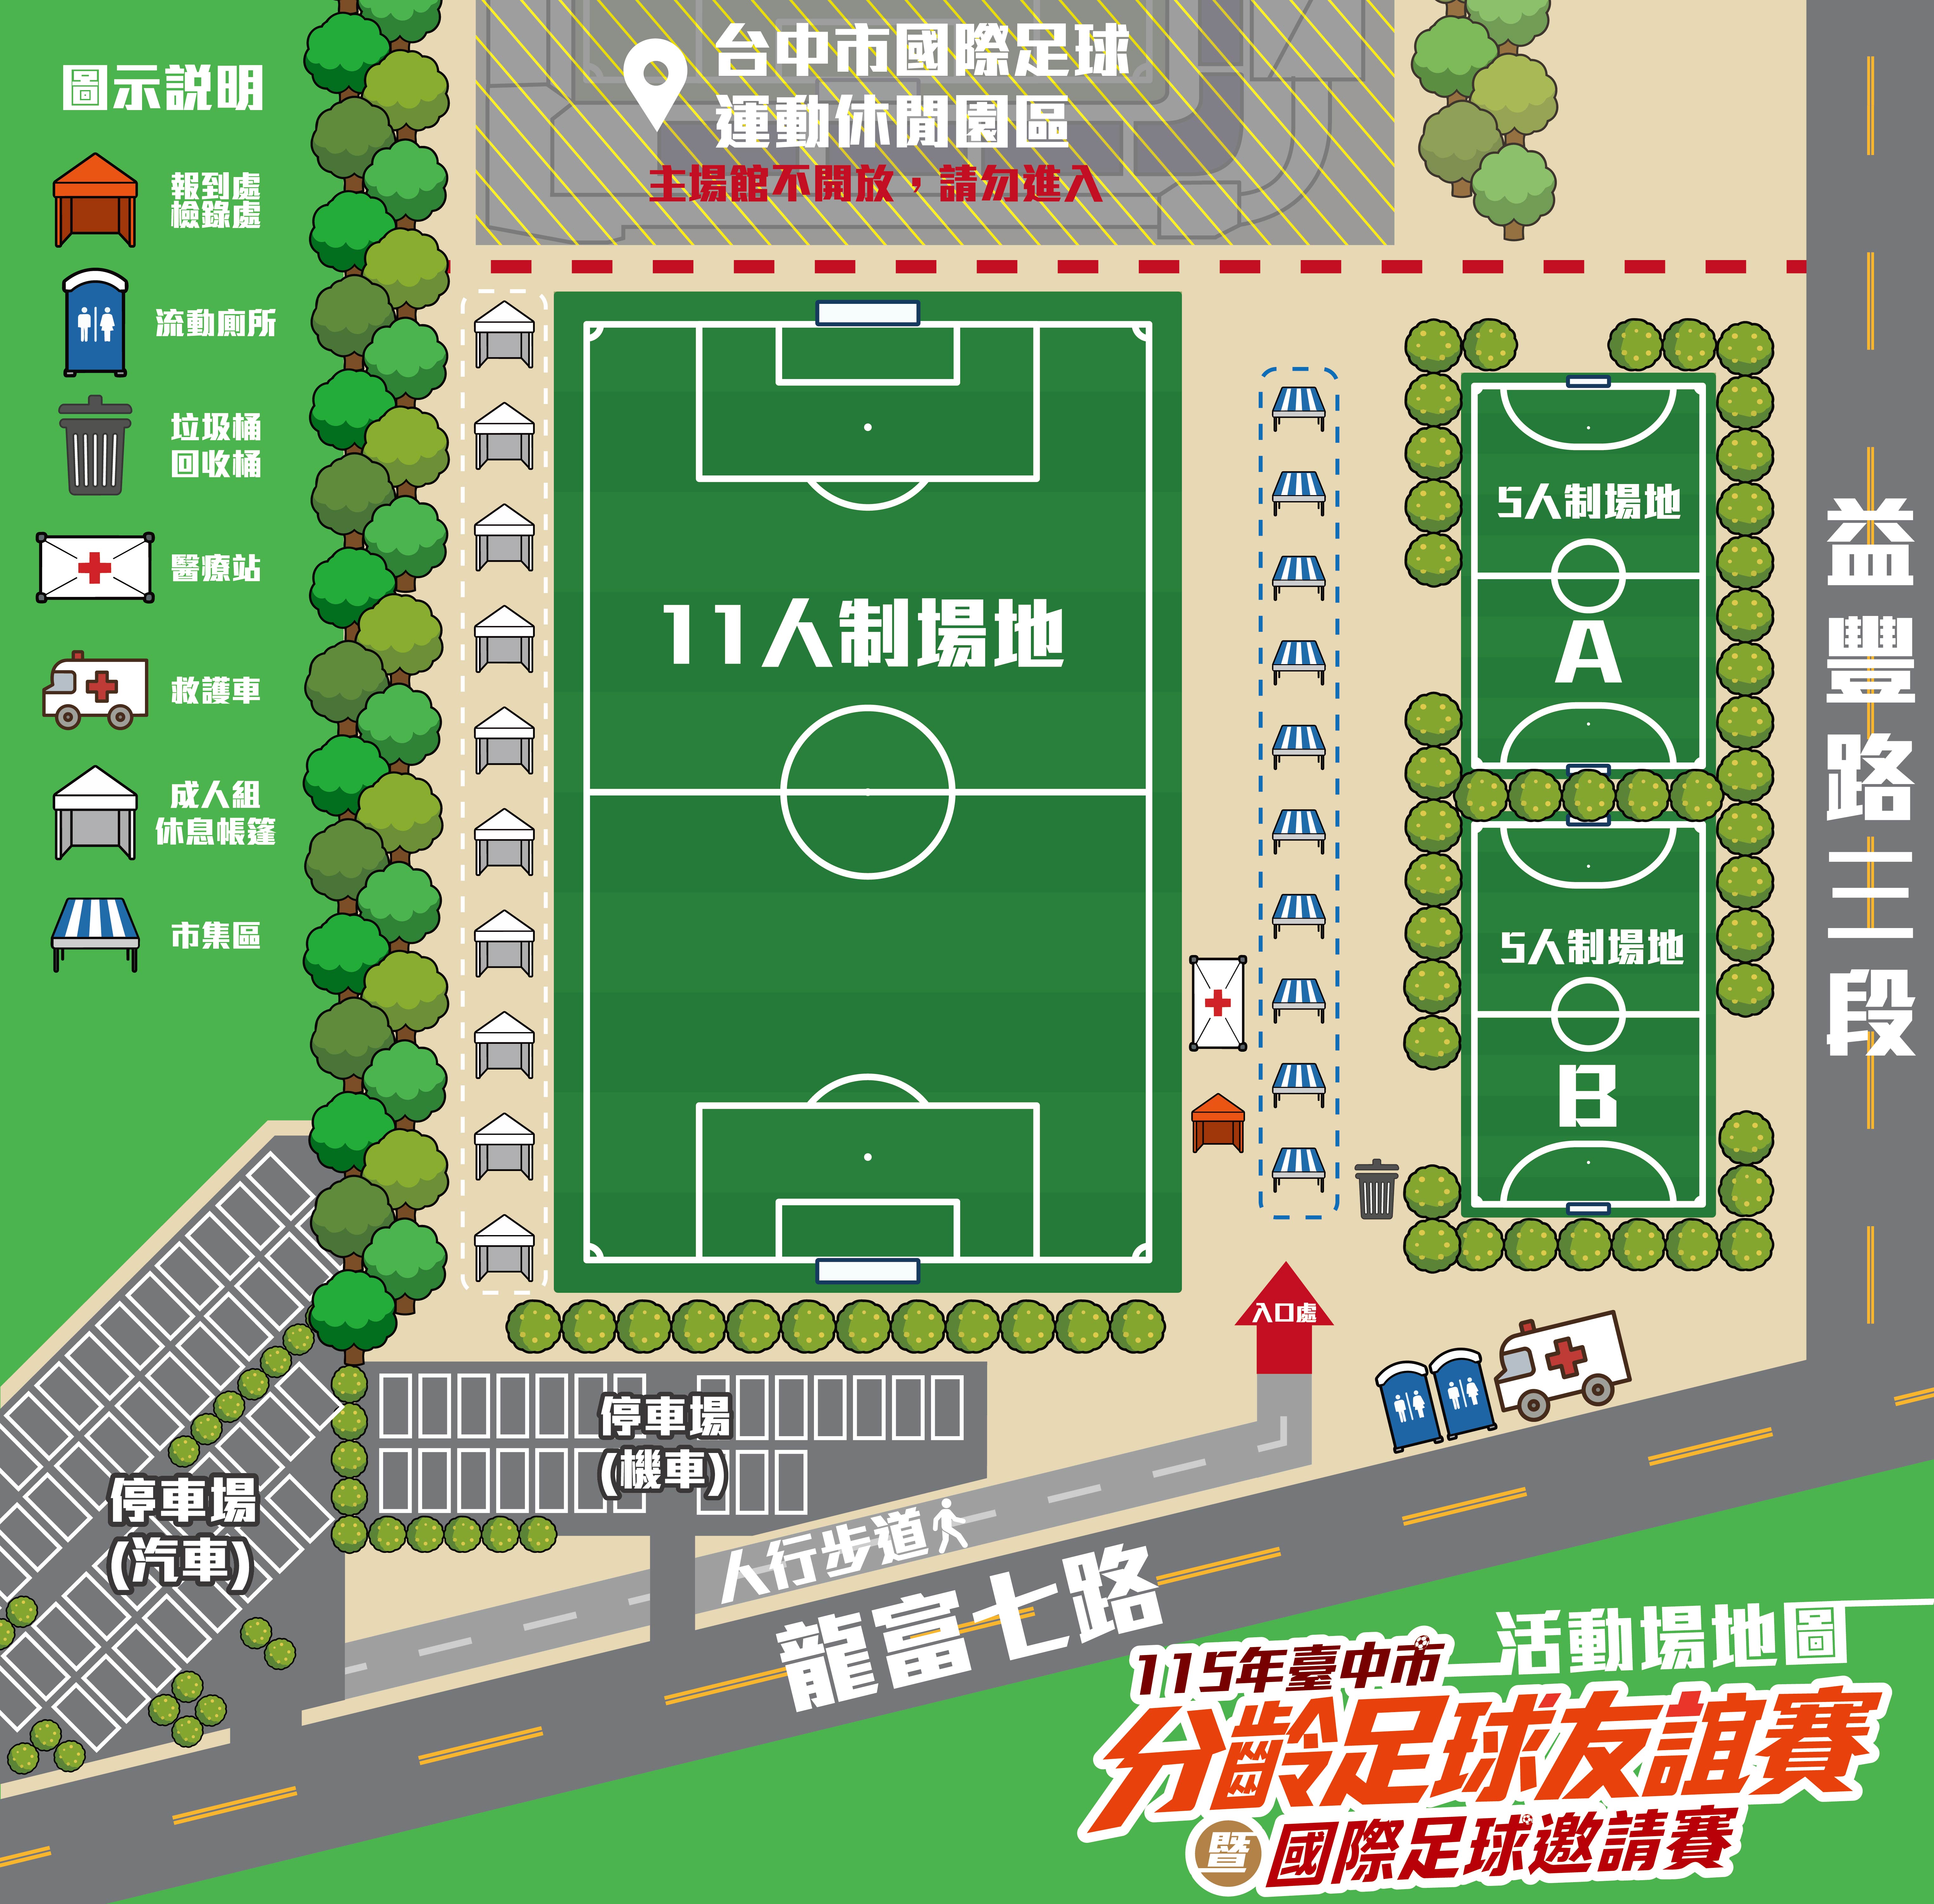 台中市國際足球
運動休閒園區
主場館不開放，請勿進入
圖示說明
報到處
檢錄處
流動廁所
垃圾桶
回收桶
醫療站
救護車
成人組
休息帳篷
市集區
11人制場地
5人制場地
A
5人制場地
B
益豐路三段
入口處
停車場
(機車)
停車場
(汽車)
人行步道
龍富七路
活動場地圖
115年臺中市
分齡足球友誼賽
暨
國際足球邀請賽